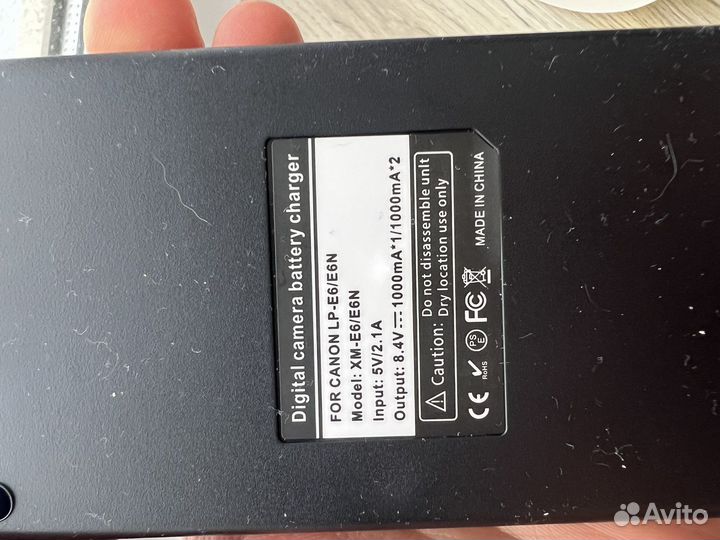 Digital camera battery charger
FOR CANON LP-E6/E6N
Model: XM-E6/E6N
Input: 5V/2.1A
Output: 8.4V⎓1000mA*1/1000mA*2
Caution: Do not disassemble unit
Dry location use only
CE RoHS PSE FC MADE IN CHINA
Avito